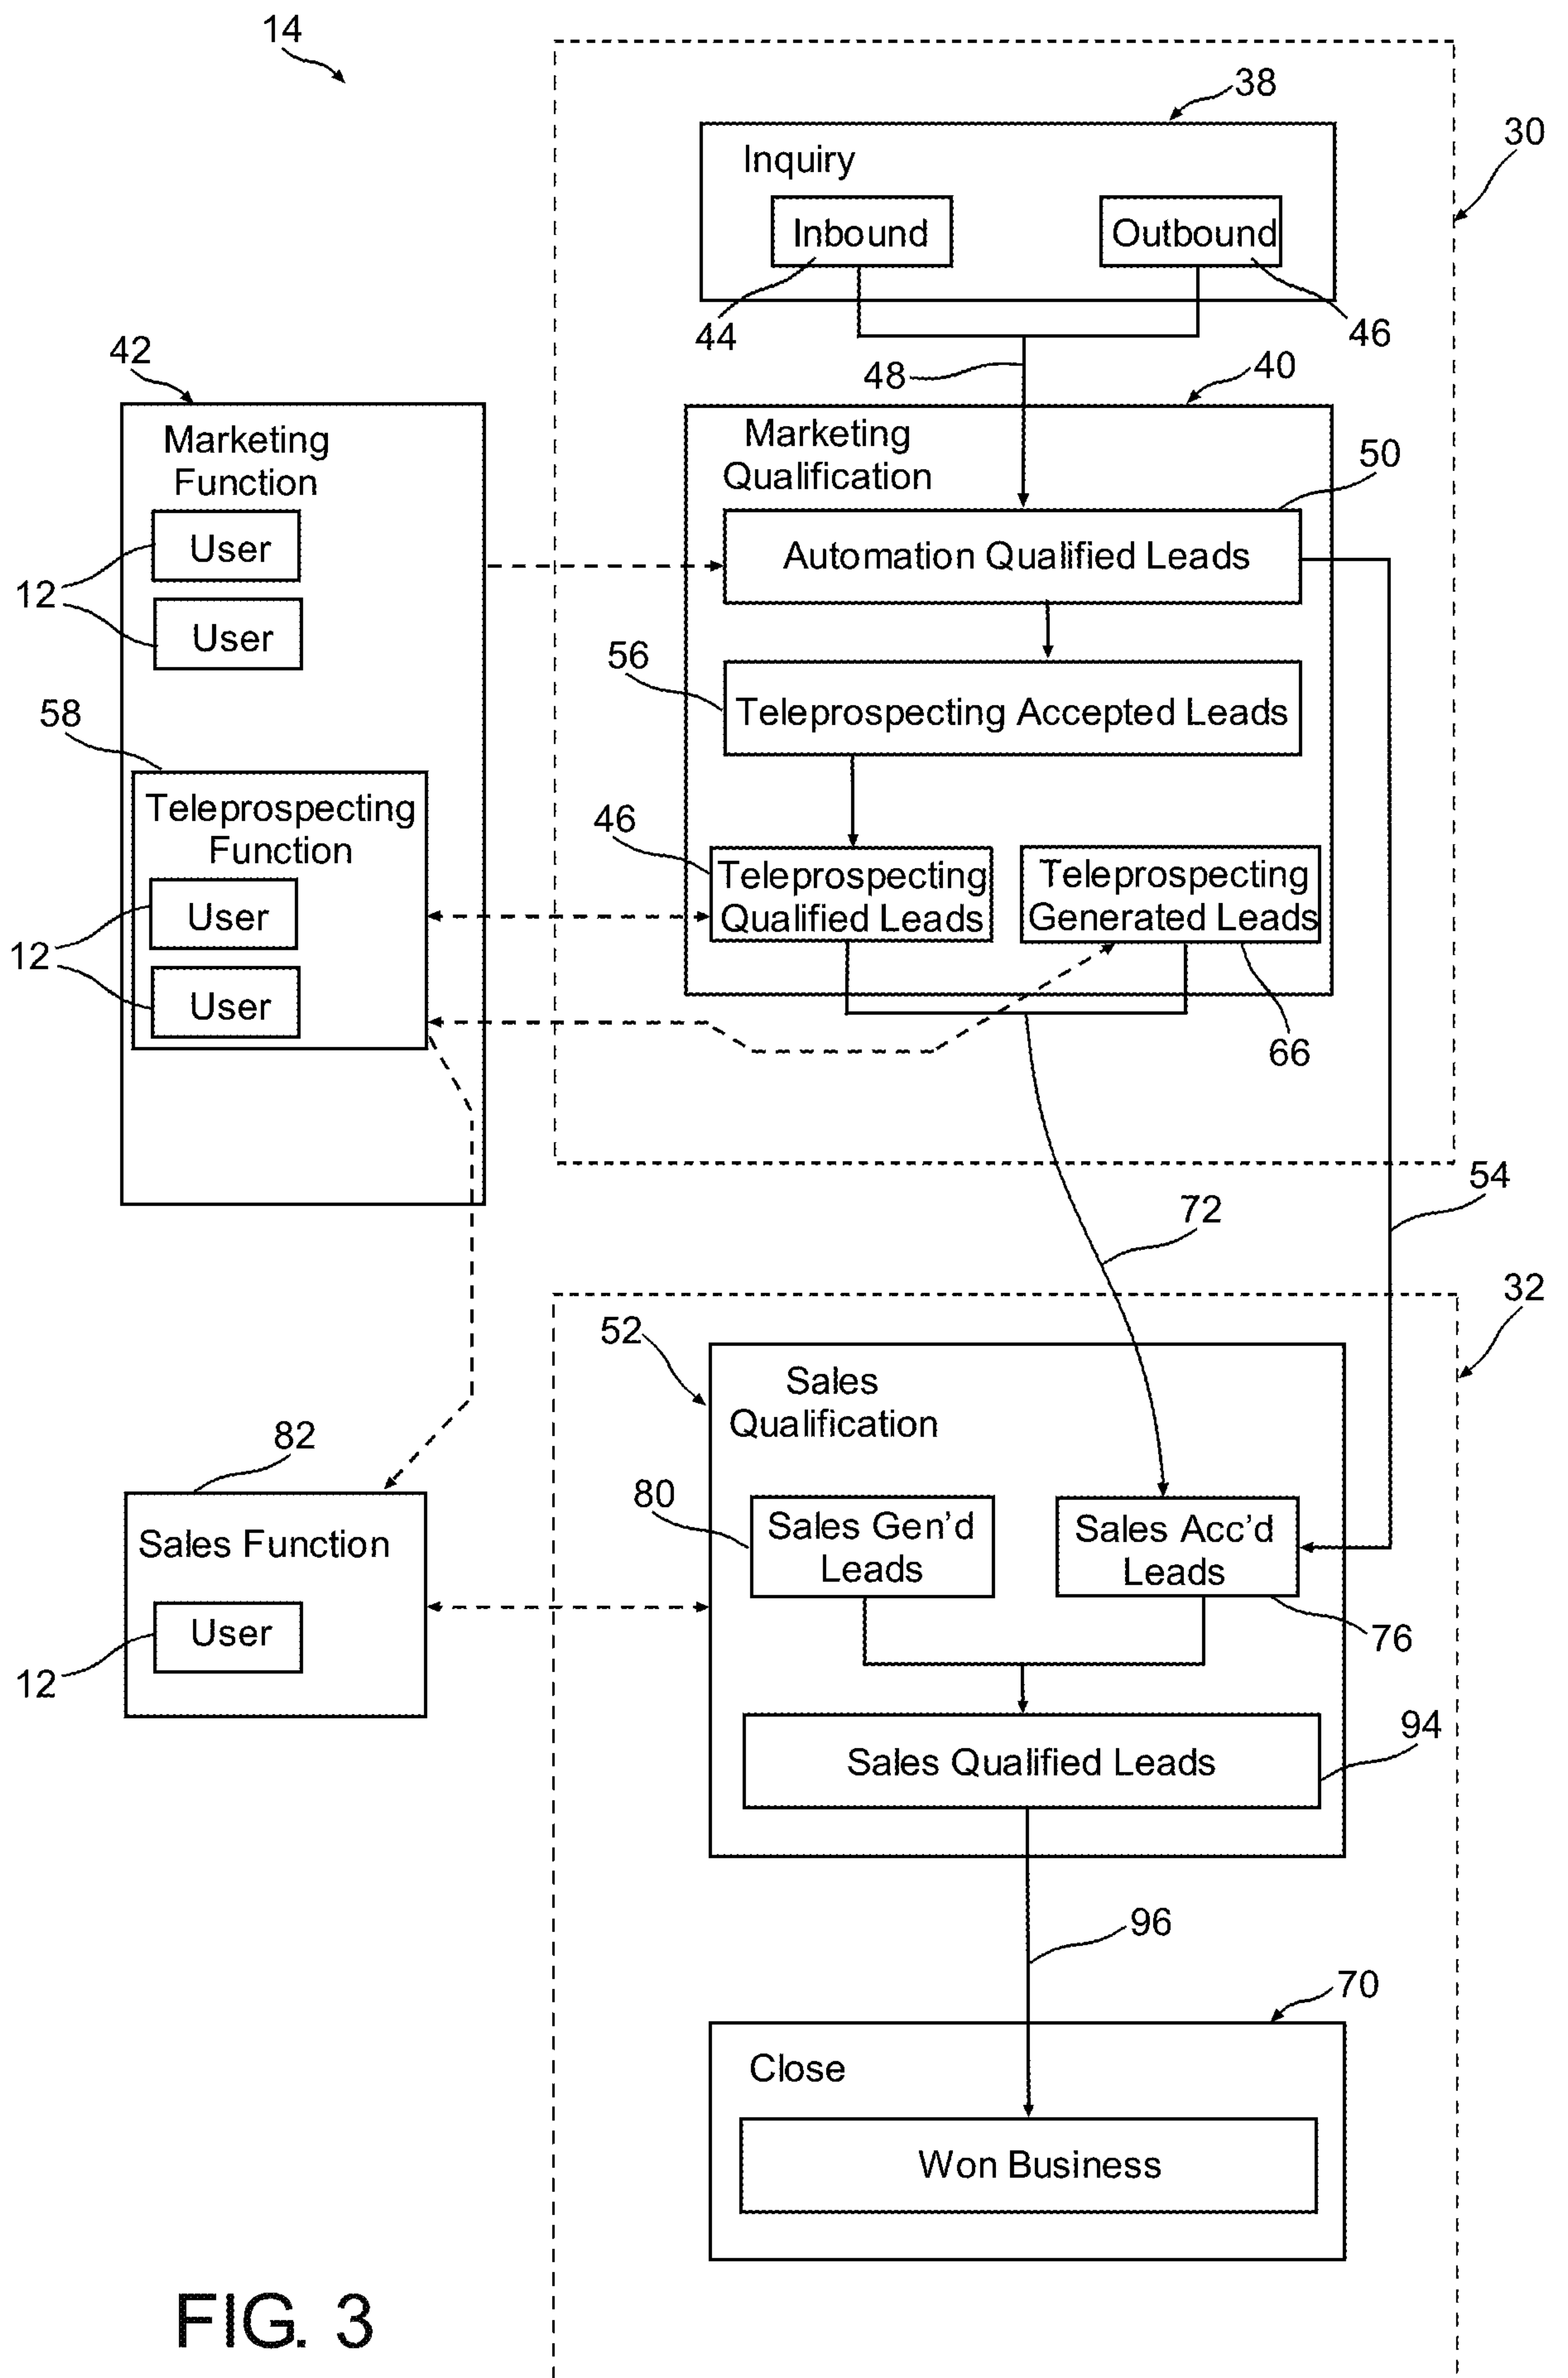 14
38
30
Inquiry
Inbound
Outbound
44
46
48
40
42
Marketing
Function
User
12
User
Marketing
Qualification
50
Automation Qualified Leads
56
Teleprospecting Accepted Leads
58
Teleprospecting
Function
User
12
User
46
Teleprospecting
Qualified Leads
Teleprospecting
Generated Leads
66
54
72
32
52
Sales
Qualification
82
Sales Function
User
12
80
Sales Gen'd
Leads
Sales Acc'd
Leads
76
94
Sales Qualified Leads
96
70
Close
Won Business
FIG. 3